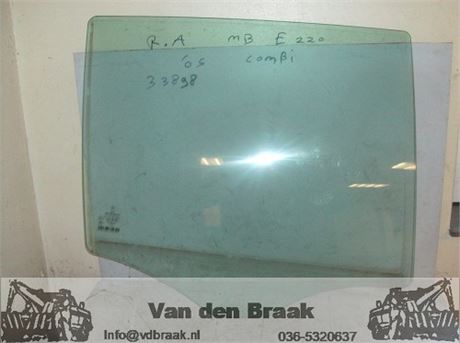 R.A MB E 220
'05 combi
33898
Van den Braak
Info@vdbraak.nl 036-5320637